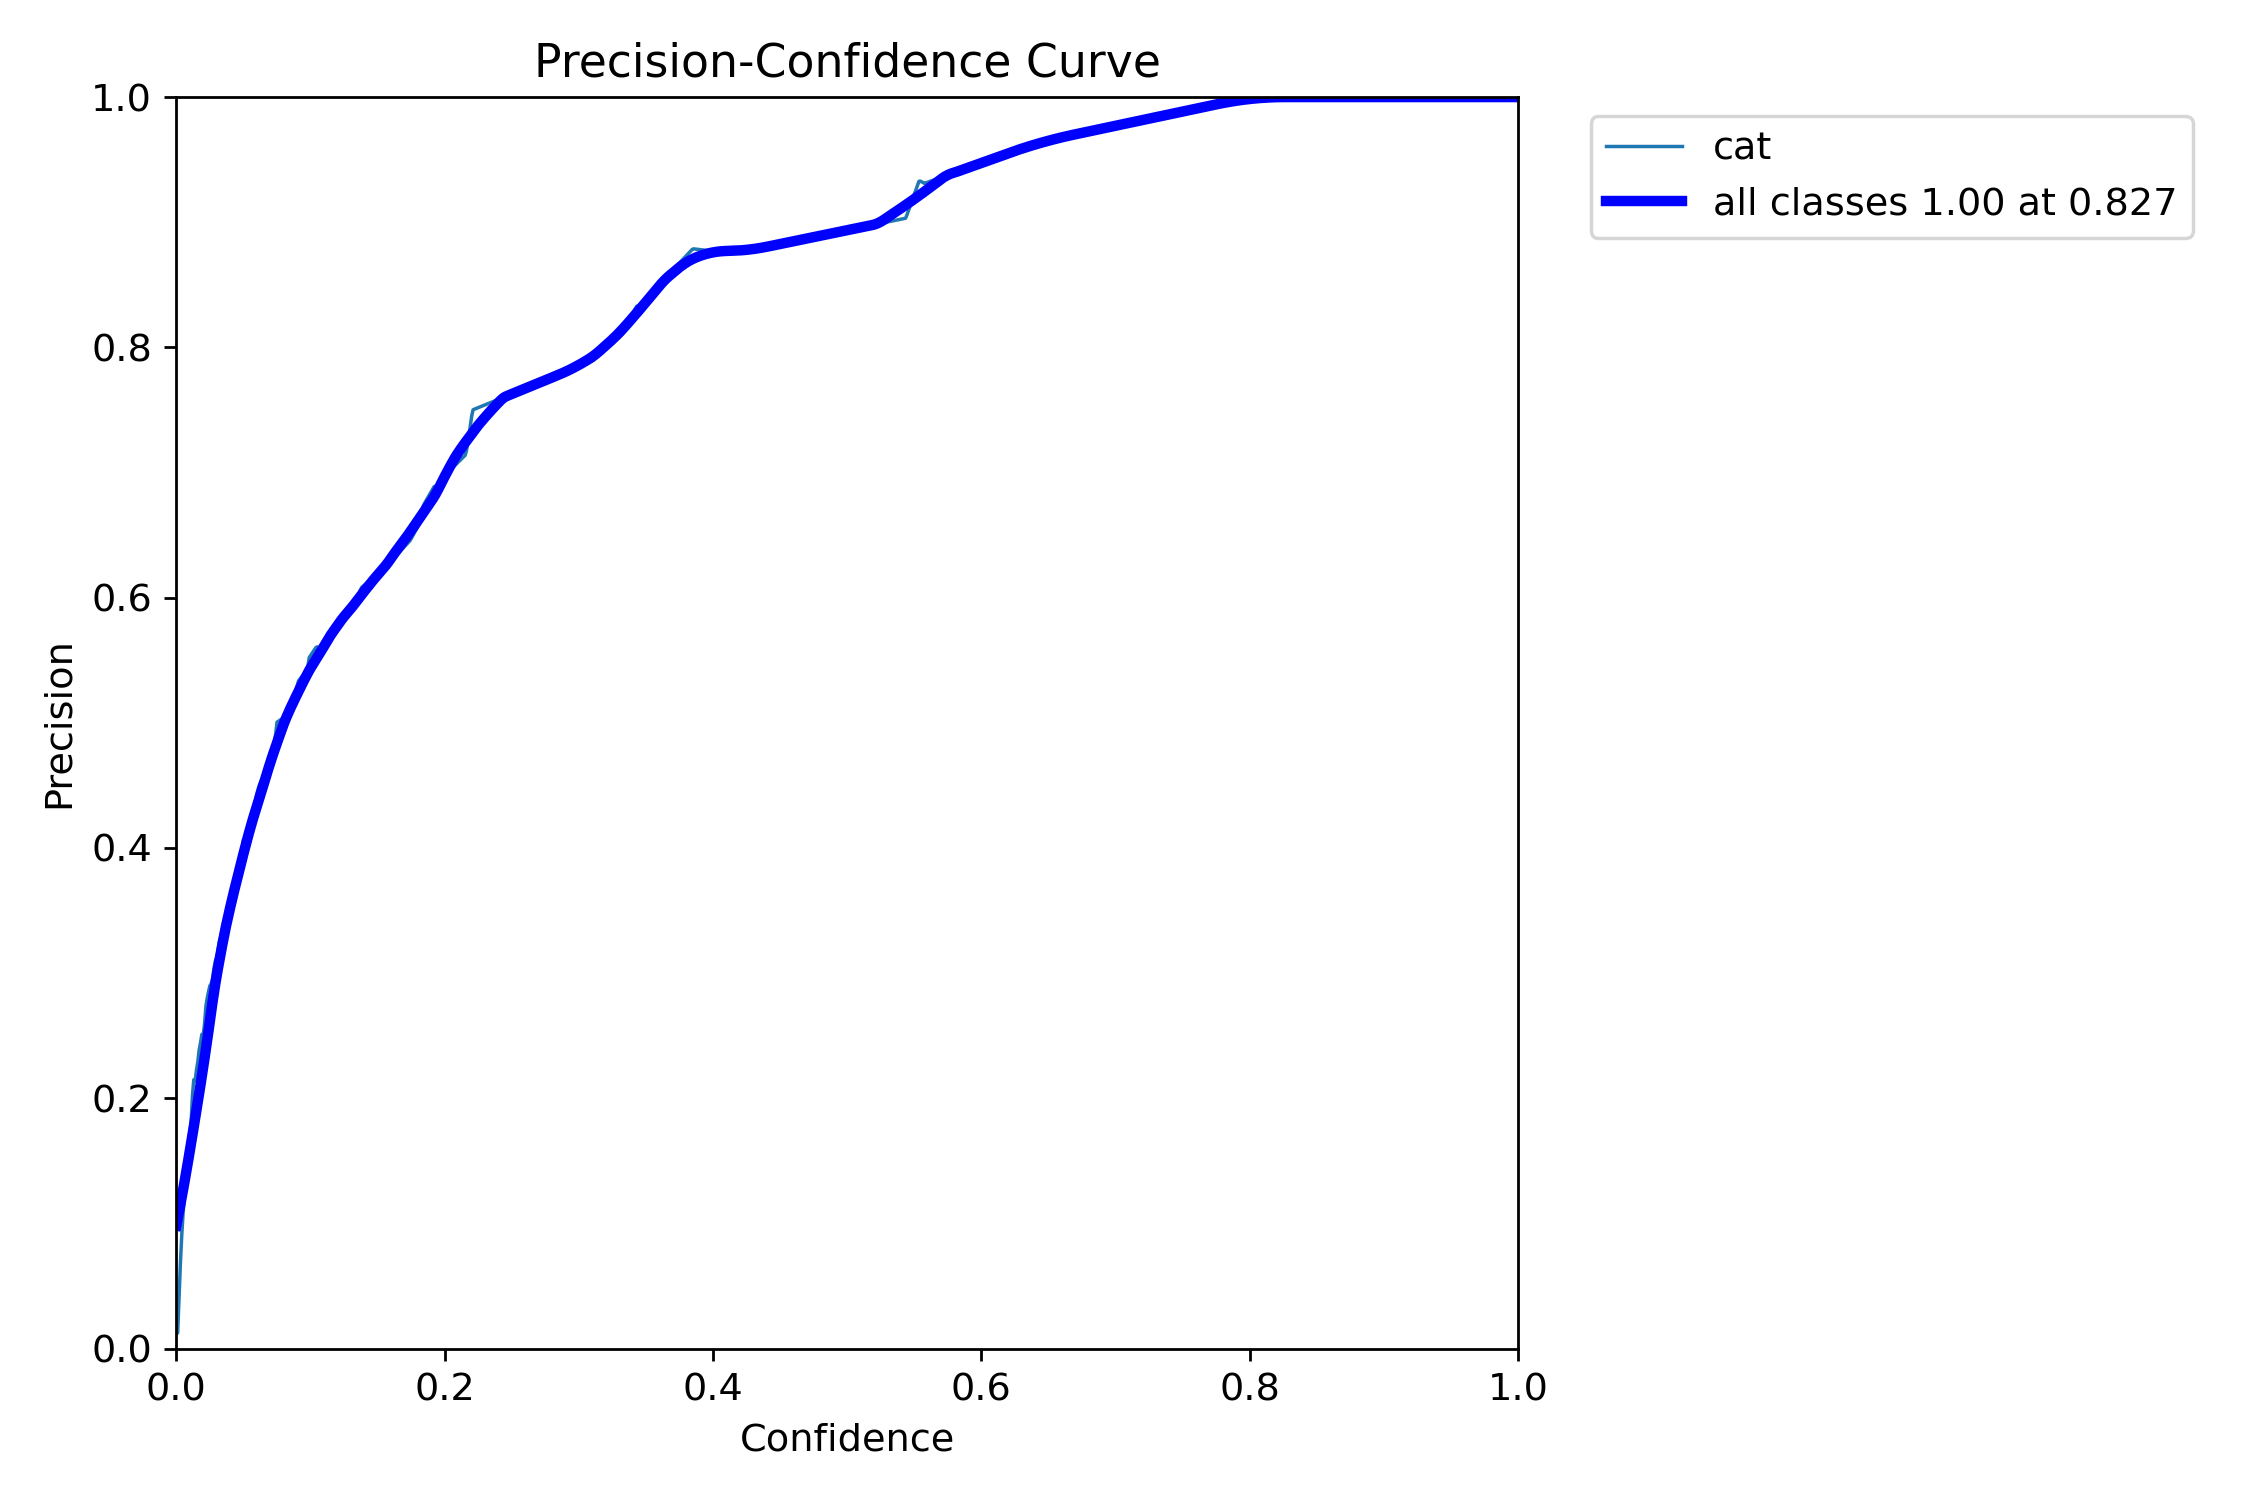 Precision-Confidence Curve
cat
all classes 1.00 at 0.827
1.0
0.8
0.6
0.4
0.2
0.0
Precision
0.0 0.2 0.4 0.6 0.8 1.0
Confidence